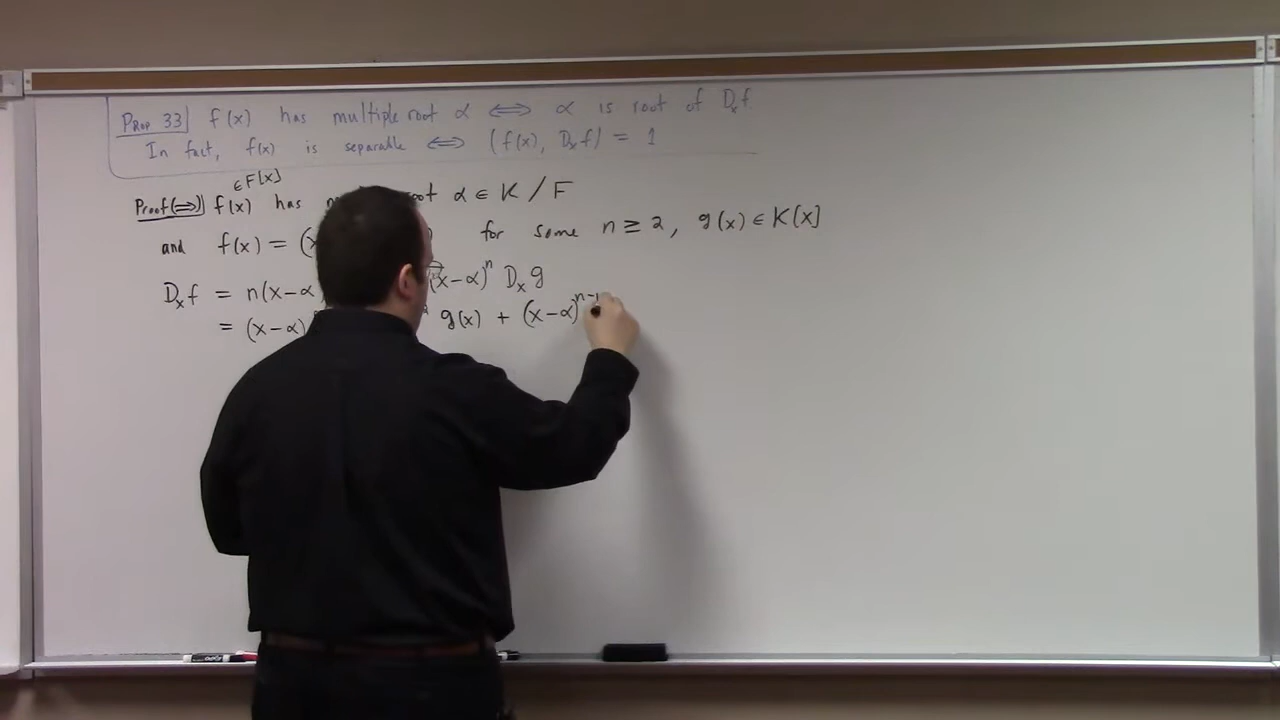 PROP 33 f(x) has multiple root α ⟺ α is root of Dₓf.
In fact, f(x) is separable ⟺ (f(x), Dₓf) = 1
∈F[x]
Proof(⟹) f(x) has root α ∈ K / F
and f(x) = (x for some n ≥ 2, g(x) ∈ K[x]
Dₓf = n(x−α) (x−α)ⁿ Dₓg
= (x−α) g(x) + (x−α)ⁿ⁻¹